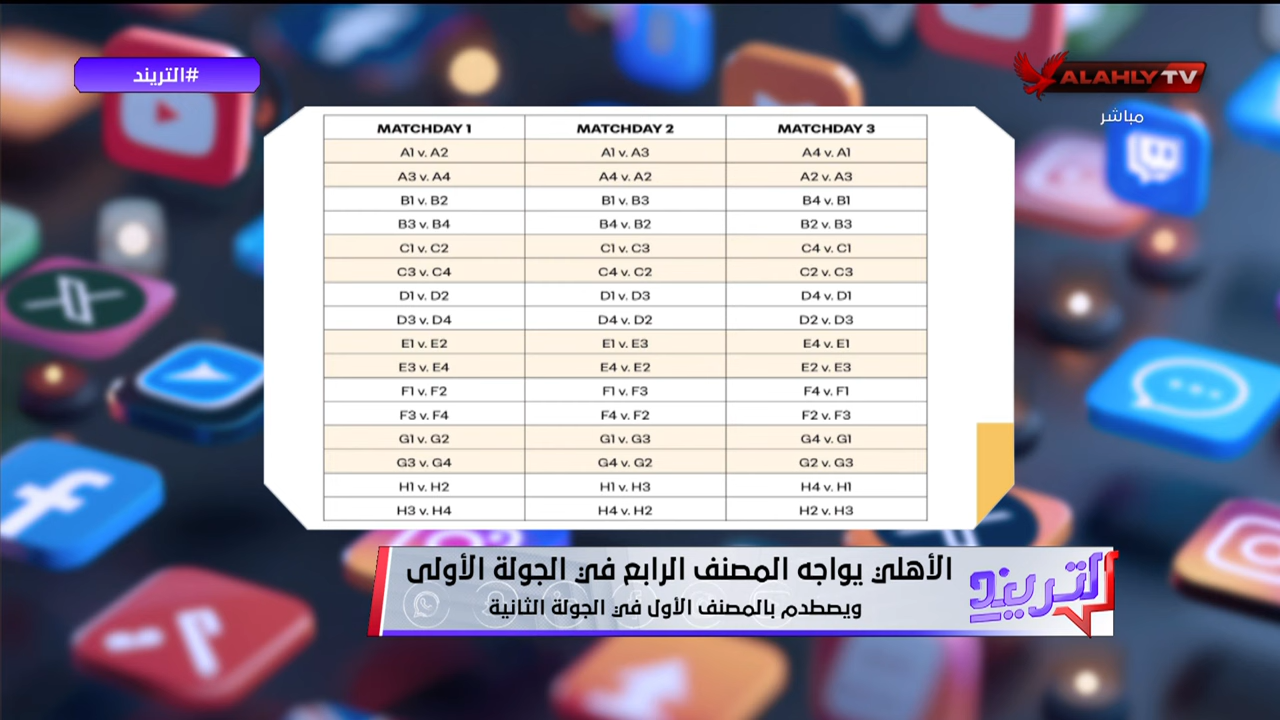 #التريند
ALAHLY TV
مباشر
MATCHDAY 1 MATCHDAY 2 MATCHDAY 3
A1 v. A2 A1 v. A3 A4 v. A1
A3 v. A4 A4 v. A2 A2 v. A3
B1 v. B2 B1 v. B3 B4 v. B1
B3 v. B4 B4 v. B2 B2 v. B3
C1 v. C2 C1 v. C3 C4 v. C1
C3 v. C4 C4 v. C2 C2 v. C3
D1 v. D2 D1 v. D3 D4 v. D1
D3 v. D4 D4 v. D2 D2 v. D3
E1 v. E2 E1 v. E3 E4 v. E1
E3 v. E4 E4 v. E2 E2 v. E3
F1 v. F2 F1 v. F3 F4 v. F1
F3 v. F4 F4 v. F2 F2 v. F3
G1 v. G2 G1 v. G3 G4 v. G1
G3 v. G4 G4 v. G2 G2 v. G3
H1 v. H2 H1 v. H3 H4 v. H1
H3 v. H4 H4 v. H2 H2 v. H3
الأهلي يواجه المصنف الرابع في الجولة الأولى
ويصطدم بالمصنف الأول في الجولة الثانية
التريند